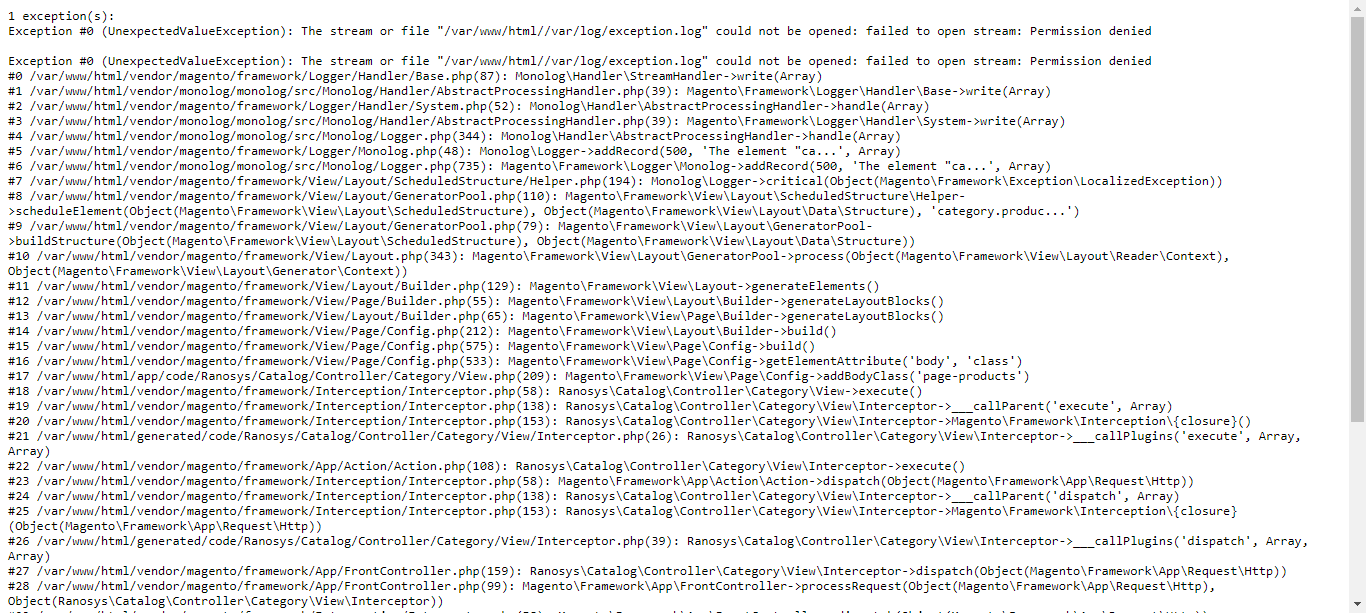 1 exception(s):
Exception #0 (UnexpectedValueException): The stream or file "/var/www/html//var/log/exception.log" could not be opened: failed to open stream: Permission denied
Exception #0 (UnexpectedValueException): The stream or file "/var/www/html//var/log/exception.log" could not be opened: failed to open stream: Permission denied
#0 /var/www/html/vendor/magento/framework/Logger/Handler/Base.php(87): Monolog\Handler\StreamHandler->write(Array)
#1 /var/www/html/vendor/monolog/monolog/src/Monolog/Handler/AbstractProcessingHandler.php(39): Magento\Framework\Logger\Handler\Base->write(Array)
#2 /var/www/html/vendor/magento/framework/Logger/Handler/System.php(52): Monolog\Handler\AbstractProcessingHandler->handle(Array)
#3 /var/www/html/vendor/monolog/monolog/src/Monolog/Handler/AbstractProcessingHandler.php(39): Magento\Framework\Logger\Handler\System->write(Array)
#4 /var/www/html/vendor/monolog/monolog/src/Monolog/Logger.php(344): Monolog\Handler\AbstractProcessingHandler->handle(Array)
#5 /var/www/html/vendor/magento/framework/Logger/Monolog.php(48): Monolog\Logger->addRecord(500, 'The element "ca...', Array)
#6 /var/www/html/vendor/monolog/monolog/src/Monolog/Logger.php(735): Magento\Framework\Logger\Monolog->addRecord(500, 'The element "ca...', Array)
#7 /var/www/html/vendor/magento/framework/View/Layout/ScheduledStructure/Helper.php(194): Monolog\Logger->critical(Object(Magento\Framework\Exception\LocalizedException))
#8 /var/www/html/vendor/magento/framework/View/Layout/GeneratorPool.php(110): Magento\Framework\View\Layout\ScheduledStructure\Helper-
>scheduleElement(Object(Magento\Framework\View\Layout\ScheduledStructure), Object(Magento\Framework\View\Layout\Data\Structure), 'category.produc...')
#9 /var/www/html/vendor/magento/framework/View/Layout/GeneratorPool.php(79): Magento\Framework\View\Layout\GeneratorPool-
>buildStructure(Object(Magento\Framework\View\Layout\ScheduledStructure), Object(Magento\Framework\View\Layout\Data\Structure))
#10 /var/www/html/vendor/magento/framework/View/Layout.php(343): Magento\Framework\View\Layout\GeneratorPool->process(Object(Magento\Framework\View\Layout\Reader\Context),
Object(Magento\Framework\View\Layout\Generator\Context))
#11 /var/www/html/vendor/magento/framework/View/Layout/Builder.php(129): Magento\Framework\View\Layout->generateElements()
#12 /var/www/html/vendor/magento/framework/View/Page/Builder.php(55): Magento\Framework\View\Layout\Builder->generateLayoutBlocks()
#13 /var/www/html/vendor/magento/framework/View/Layout/Builder.php(65): Magento\Framework\View\Page\Builder->generateLayoutBlocks()
#14 /var/www/html/vendor/magento/framework/View/Page/Config.php(212): Magento\Framework\View\Layout\Builder->build()
#15 /var/www/html/vendor/magento/framework/View/Page/Config.php(575): Magento\Framework\View\Page\Config->build()
#16 /var/www/html/vendor/magento/framework/View/Page/Config.php(533): Magento\Framework\View\Page\Config->getElementAttribute('body', 'class')
#17 /var/www/html/app/code/Ranosys/Catalog/Controller/Category/View.php(209): Magento\Framework\View\Page\Config->addBodyClass('page-products')
#18 /var/www/html/vendor/magento/framework/Interception/Interceptor.php(58): Ranosys\Catalog\Controller\Category\View->execute()
#19 /var/www/html/vendor/magento/framework/Interception/Interceptor.php(138): Ranosys\Catalog\Controller\Category\View\Interceptor->___callParent('execute', Array)
#20 /var/www/html/vendor/magento/framework/Interception/Interceptor.php(153): Ranosys\Catalog\Controller\Category\View\Interceptor->Magento\Framework\Interception\{closure}()
#21 /var/www/html/generated/code/Ranosys/Catalog/Controller/Category/View/Interceptor.php(26): Ranosys\Catalog\Controller\Category\View\Interceptor->___callPlugins('execute', Array,
Array)
#22 /var/www/html/vendor/magento/framework/App/Action/Action.php(108): Ranosys\Catalog\Controller\Category\View\Interceptor->execute()
#23 /var/www/html/vendor/magento/framework/Interception/Interceptor.php(58): Magento\Framework\App\Action\Action->dispatch(Object(Magento\Framework\App\Request\Http))
#24 /var/www/html/vendor/magento/framework/Interception/Interceptor.php(138): Ranosys\Catalog\Controller\Category\View\Interceptor->___callParent('dispatch', Array)
#25 /var/www/html/vendor/magento/framework/Interception/Interceptor.php(153): Ranosys\Catalog\Controller\Category\View\Interceptor->Magento\Framework\Interception\{closure}
(Object(Magento\Framework\App\Request\Http))
#26 /var/www/html/generated/code/Ranosys/Catalog/Controller/Category/View/Interceptor.php(39): Ranosys\Catalog\Controller\Category\View\Interceptor->___callPlugins('dispatch', Array,
Array)
#27 /var/www/html/vendor/magento/framework/App/FrontController.php(159): Ranosys\Catalog\Controller\Category\View\Interceptor->dispatch(Object(Magento\Framework\App\Request\Http))
#28 /var/www/html/vendor/magento/framework/App/FrontController.php(99): Magento\Framework\App\FrontController->processRequest(Object(Magento\Framework\App\Request\Http),
Object(Ranosys\Catalog\Controller\Category\View\Interceptor))